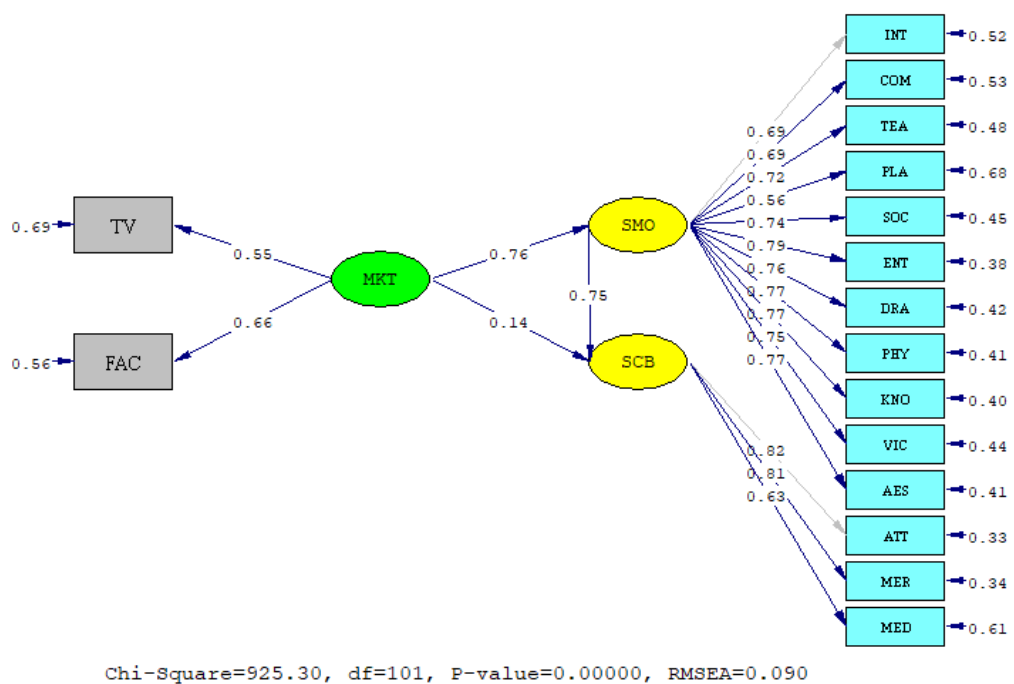 INT
0.52
COM
0.53
TEA
0.48
0.69
0.69
0.72
PLA
0.68
0.56
TV
0.69
SMO
SOC
0.45
0.74
0.55
0.76
0.79
ENT
0.38
MKT
0.76
0.75
0.77
DRA
0.42
0.66
0.14
0.77
0.75
0.77
FAC
0.56
SCB
PHY
0.41
KNO
0.40
VIC
0.44
0.82
0.81
0.63
AES
0.41
ATT
0.33
MER
0.34
MED
0.61
Chi-Square=925.30, df=101, P-value=0.00000, RMSEA=0.090